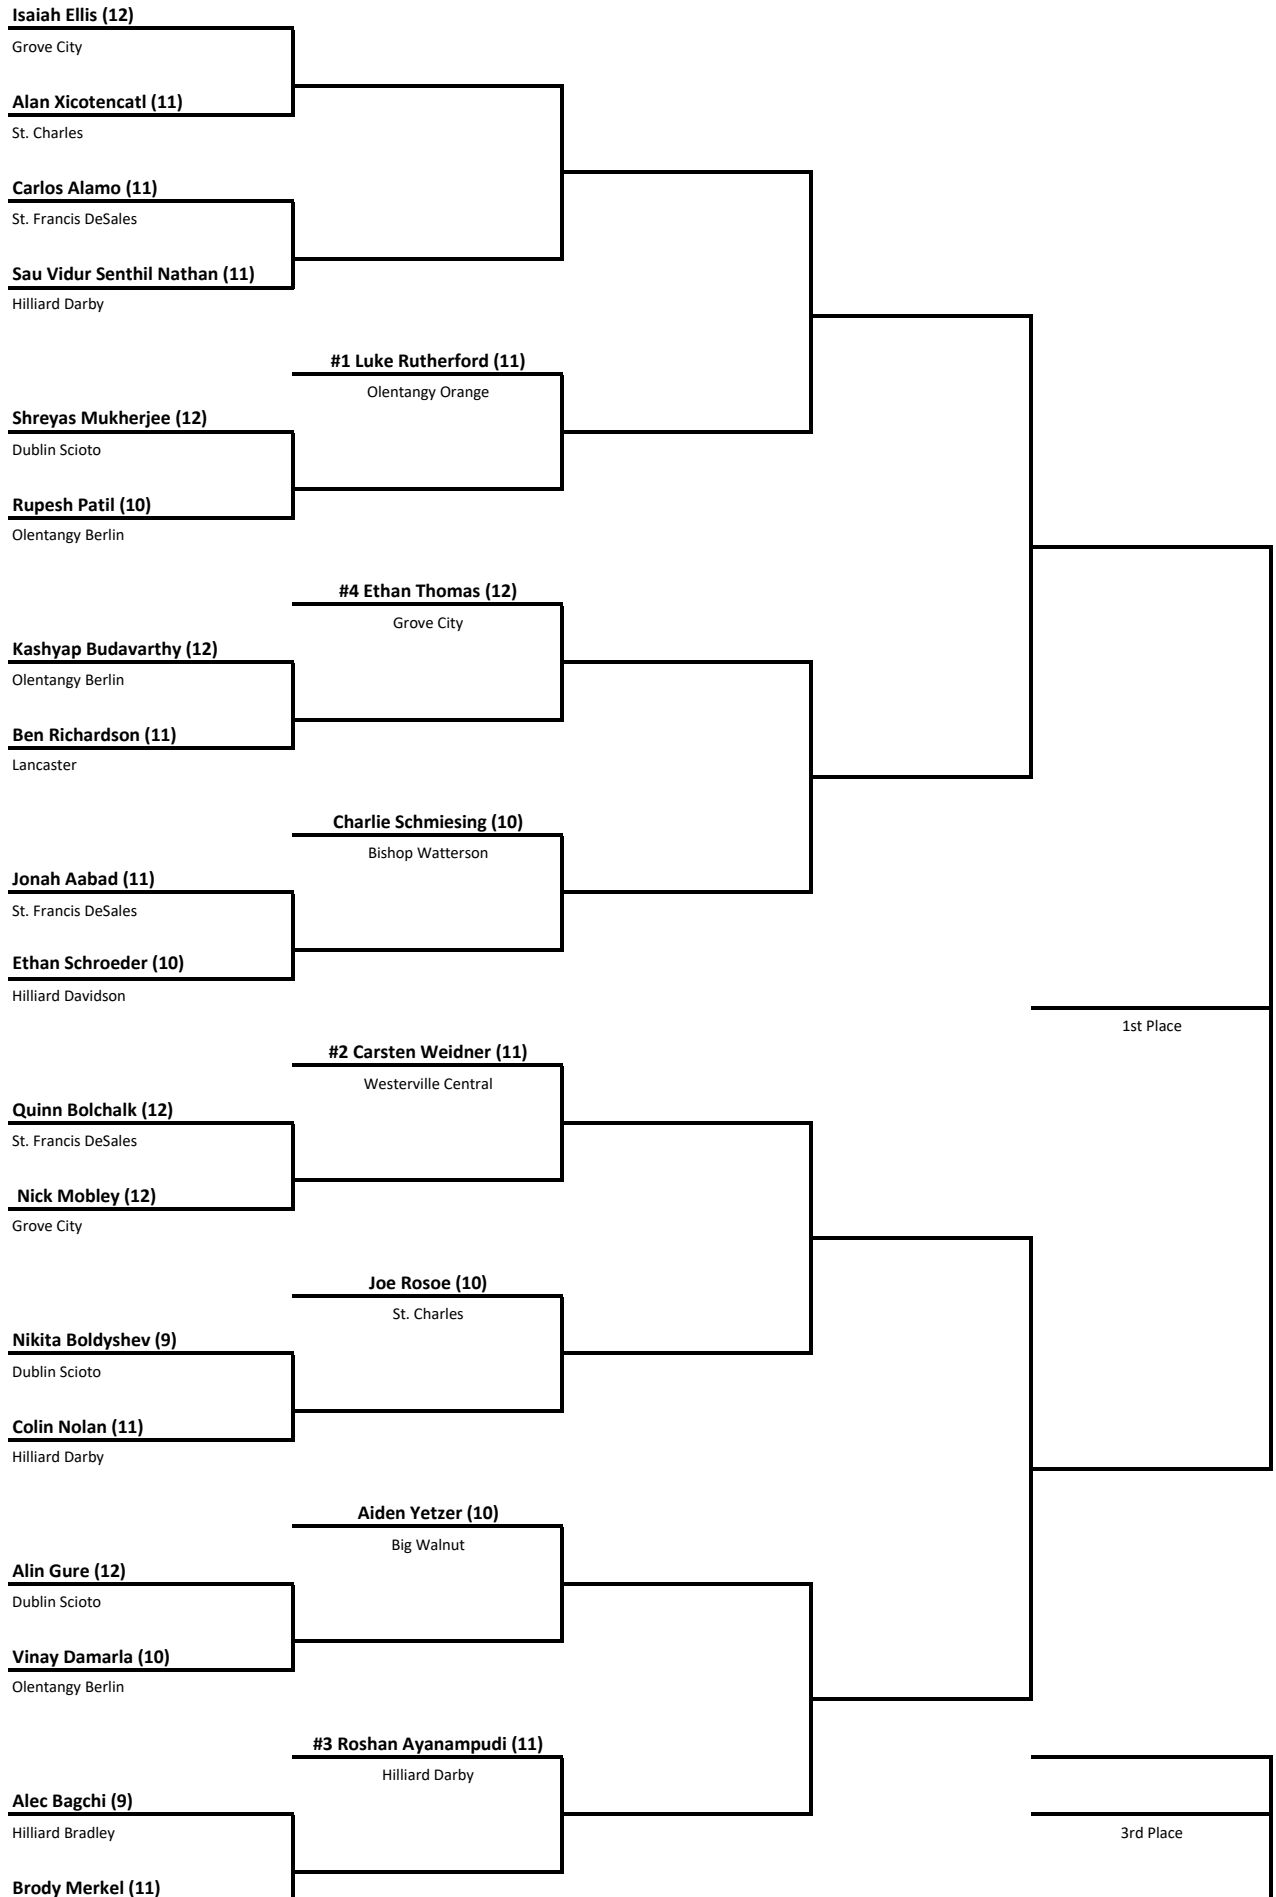 Isaiah Ellis (12)
Grove City
Alan Xicotencatl (11)
St. Charles
Carlos Alamo (11)
St. Francis DeSales
Sau Vidur Senthil Nathan (11)
Hilliard Darby
#1 Luke Rutherford (11)
Olentangy Orange
Shreyas Mukherjee (12)
Dublin Scioto
Rupesh Patil (10)
Olentangy Berlin
#4 Ethan Thomas (12)
Grove City
Kashyap Budavarthy (12)
Olentangy Berlin
Ben Richardson (11)
Lancaster
Charlie Schmiesing (10)
Bishop Watterson
Jonah Aabad (11)
St. Francis DeSales
Ethan Schroeder (10)
Hilliard Davidson
1st Place
#2 Carsten Weidner (11)
Westerville Central
Quinn Bolchalk (12)
St. Francis DeSales
Nick Mobley (12)
Grove City
Joe Rosoe (10)
St. Charles
Nikita Boldyshev (9)
Dublin Scioto
Colin Nolan (11)
Hilliard Darby
Aiden Yetzer (10)
Big Walnut
Alin Gure (12)
Dublin Scioto
Vinay Damarla (10)
Olentangy Berlin
#3 Roshan Ayanampudi (11)
Hilliard Darby
Alec Bagchi (9)
Hilliard Bradley
3rd Place
Brody Merkel (11)